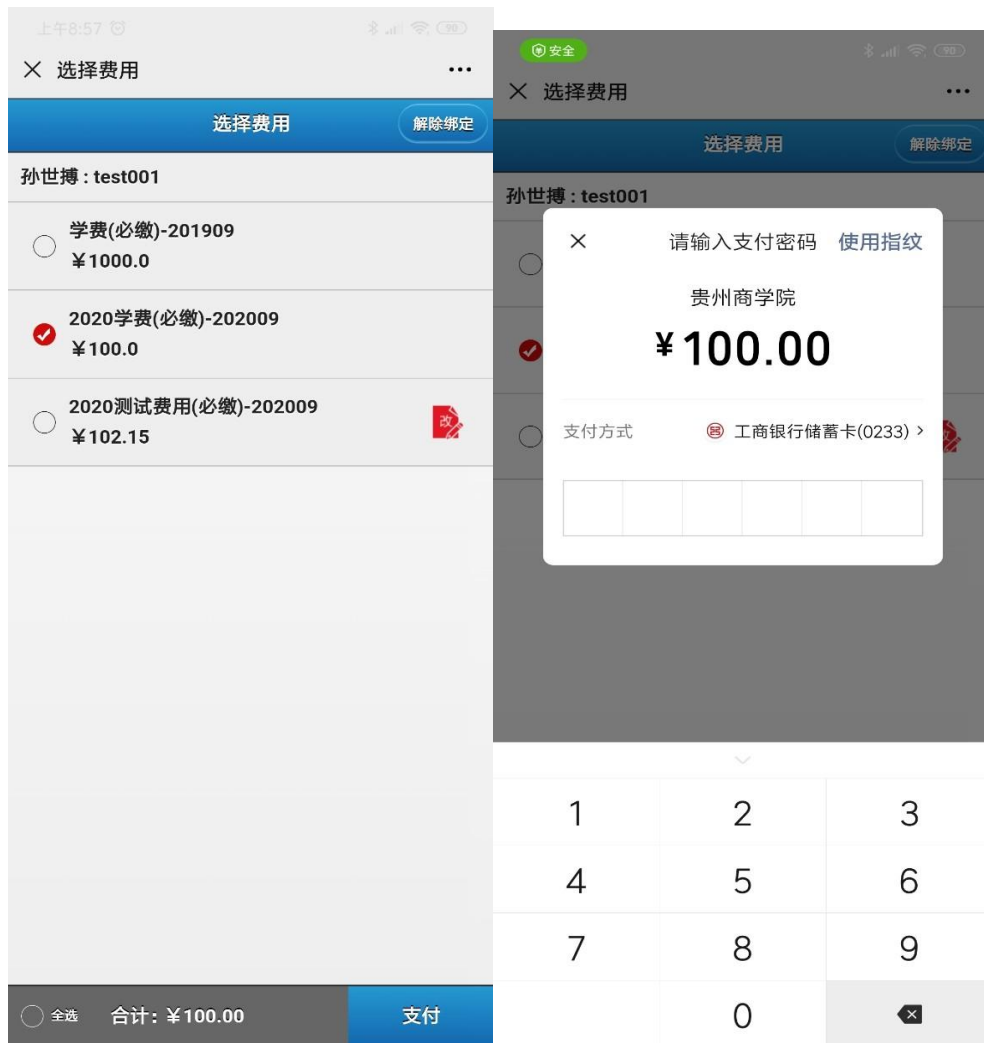 上午8:57
90
选择费用
选择费用
解除绑定
孙世搏 : test001
学费(必缴)-201909
￥1000.0
2020学费(必缴)-202009
￥100.0
2020测试费用(必缴)-202009
￥102.15
改
全选
合计: ￥100.00
支付
安全
90
选择费用
选择费用
解除绑定
孙世搏 : test001
请输入支付密码
使用指纹
贵州商学院
¥100.00
支付方式
工商银行储蓄卡(0233)
1
2
3
4
5
6
7
8
9
0